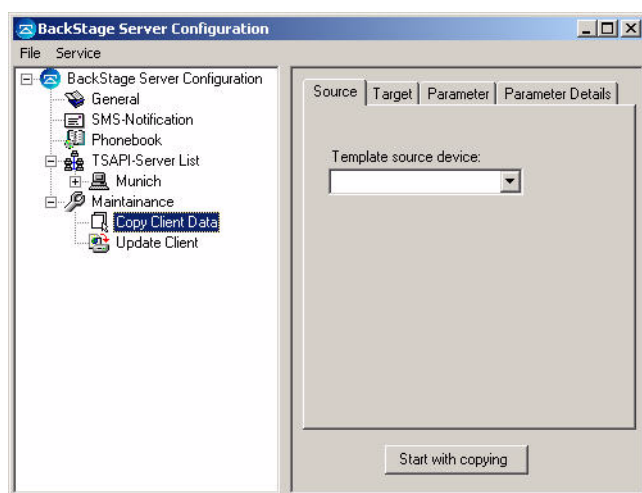 BackStage Server Configuration
File Service
BackStage Server Configuration
General
SMS-Notification
Phonebook
TSAPI-Server List
Munich
Maintainance
Copy Client Data
Update Client
Source Target Parameter Parameter Details
Template source device:
Start with copying